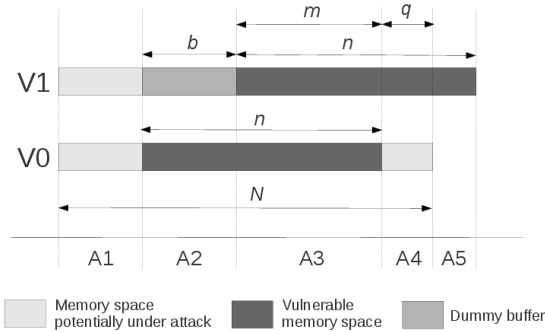 m
q
b
n
V1
n
V0
N
A1 A2 A3 A4 A5
Memory space
potentially under attack
Vulnerable
memory space
Dummy buffer